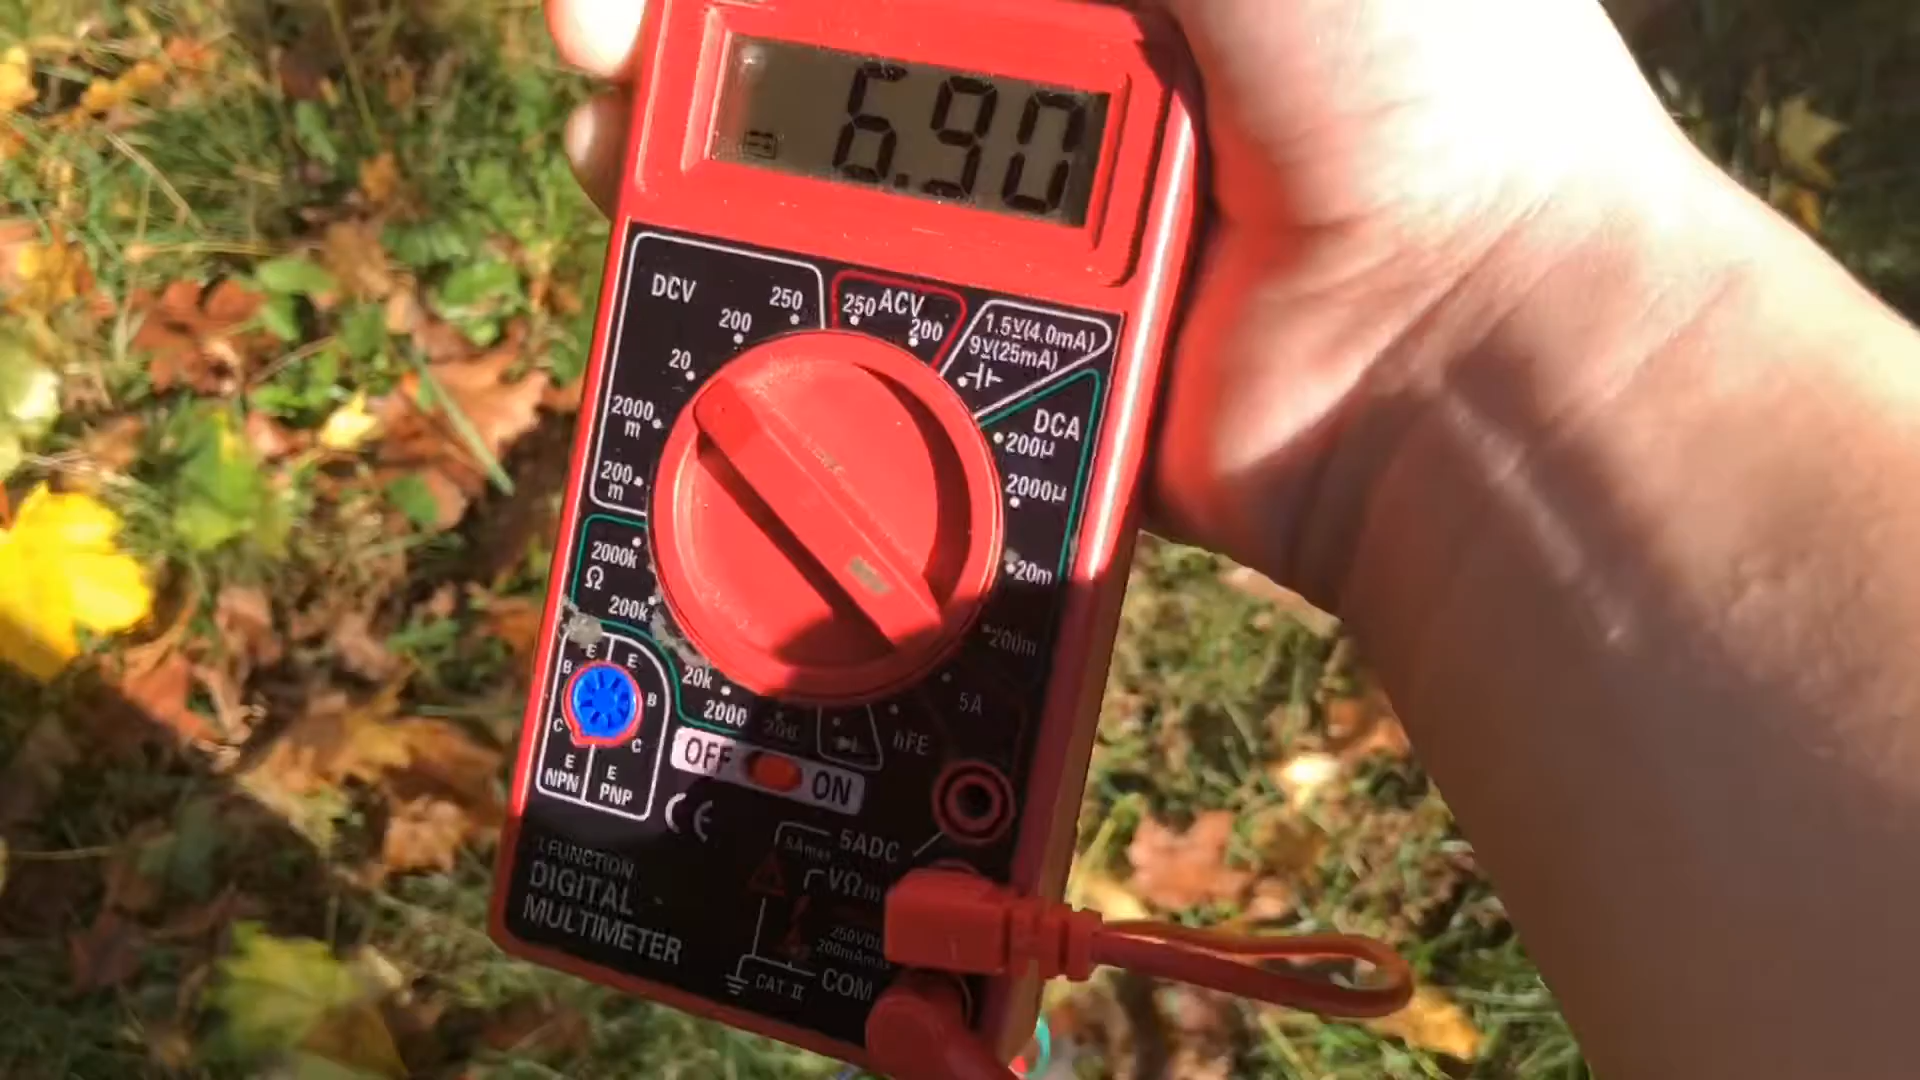 6.90
DCV
250
200
20
2000
m
200
m
250 ACV
200
1.5V(4.0mA)
9V(25mA)
DCA
200µ
2000µ
20m
200m
5A
hFE
2000k
Ω
200k
20k
2000
200
E
B
C
E
NPN
E
B
C
E
PNP
OFF
ON
CE
5ADC
5Amax
VΩm
200mAmax
CAT II
COM
DIGITAL
MULTIMETER